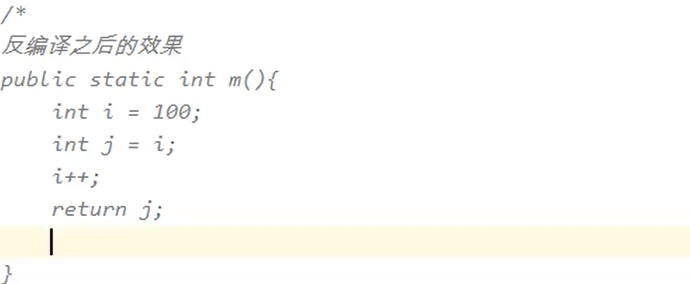 /*
反编译之后的效果
public static int m(){
    int i = 100;
    int j = i;
    i++;
    return j;
}